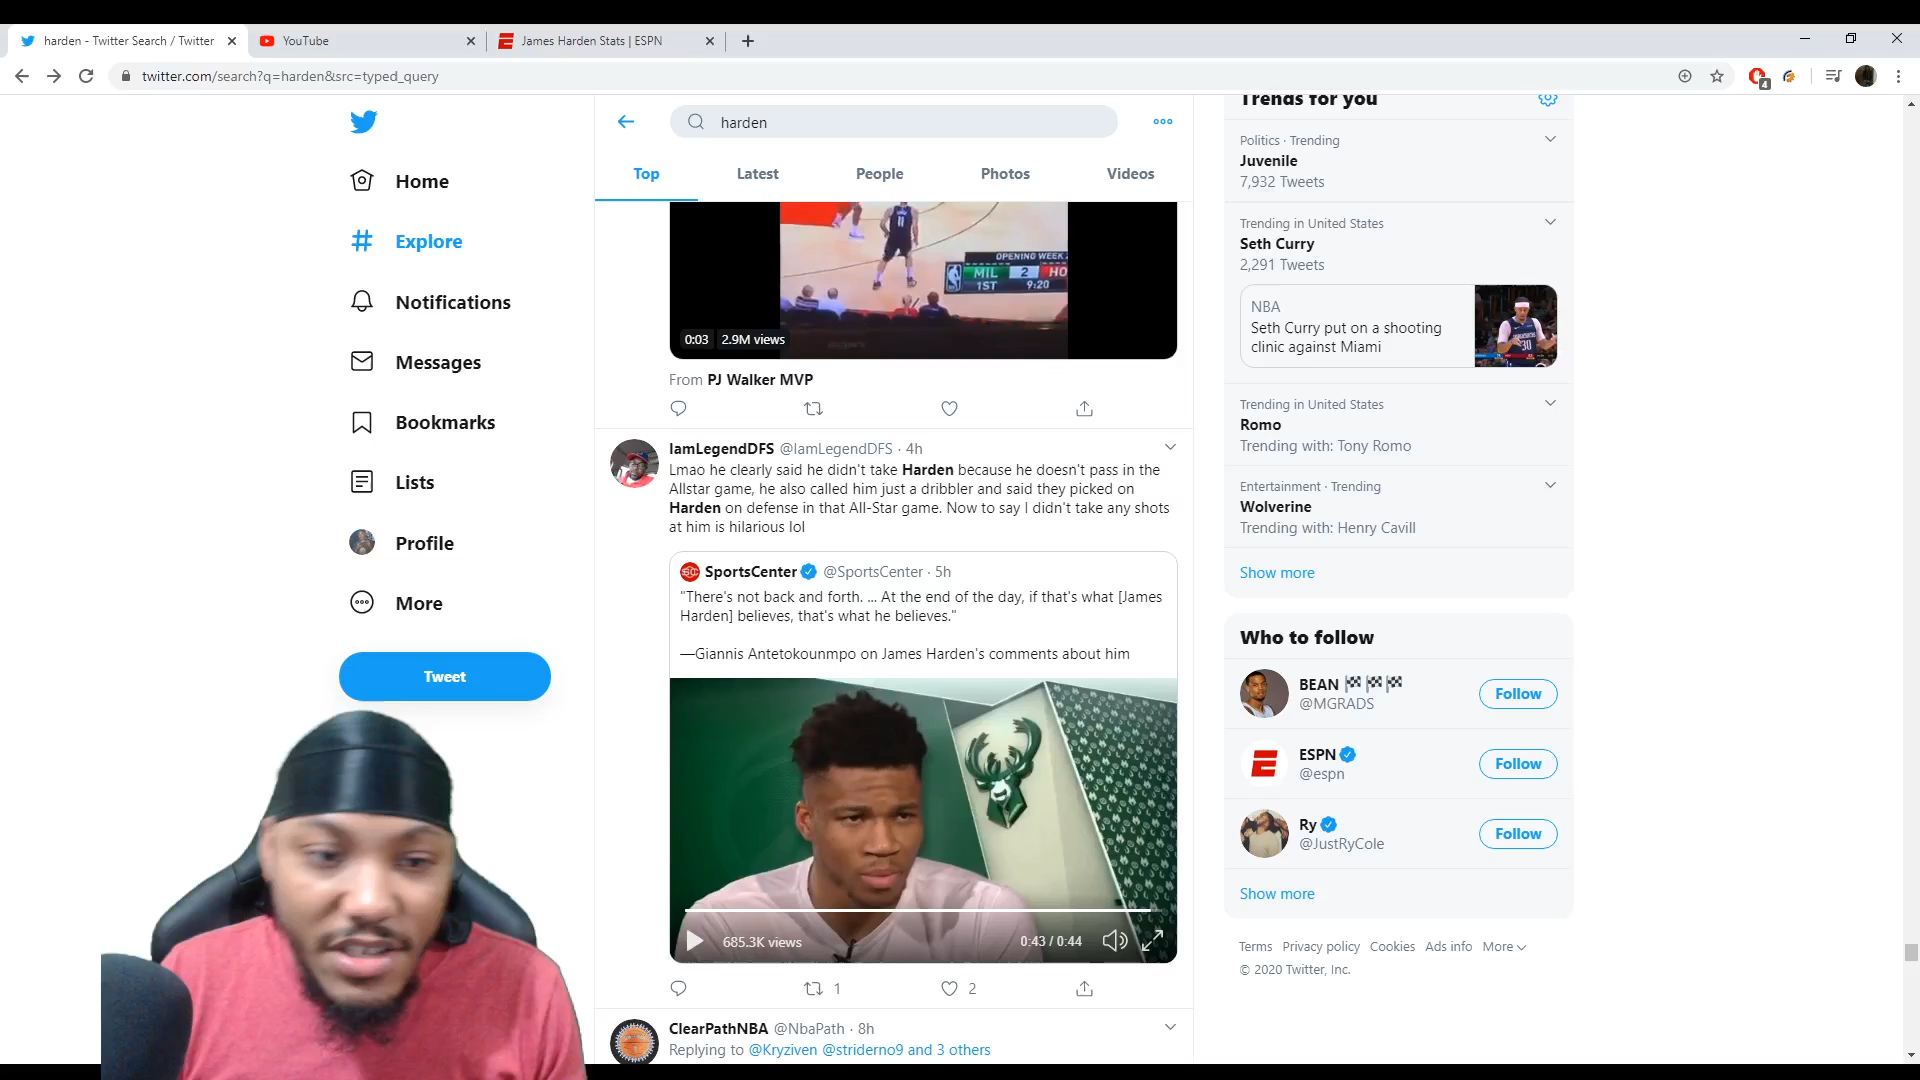 harden - Twitter Search / Twitter
YouTube
James Harden Stats | ESPN
twitter.com/search?q=harden&src=typed_query
4
Home
Explore
Notifications
Messages
Bookmarks
Lists
Profile
More
Tweet
harden
Top
Latest
People
Photos
Videos
OPENING WEEK
MIL 2 HO
1ST 9:20
0:03 2.9M views
From PJ Walker MVP
IamLegendDFS @IamLegendDFS · 4h
Lmao he clearly said he didn't take Harden because he doesn't pass in the
Allstar game, he also called him just a dribbler and said they picked on
Harden on defense in that All-Star game. Now to say I didn't take any shots
at him is hilarious lol
SportsCenter @SportsCenter · 5h
"There's not back and forth. ... At the end of the day, if that's what [James
Harden] believes, that's what he believes."
—Giannis Antetokounmpo on James Harden's comments about him
685.3K views
0:43 / 0:44
1
2
ClearPathNBA @NbaPath · 8h
Replying to @Kryziven @striderno9 and 3 others
Trends for you
Politics · Trending
Juvenile
7,932 Tweets
Trending in United States
Seth Curry
2,291 Tweets
NBA
Seth Curry put on a shooting
clinic against Miami
30
Trending in United States
Romo
Trending with: Tony Romo
Entertainment · Trending
Wolverine
Trending with: Henry Cavill
Show more
Who to follow
BEAN
@MGRADS
Follow
ESPN
@espn
Follow
Ry
@JustRyCole
Follow
Show more
Terms Privacy policy Cookies Ads info More
© 2020 Twitter, Inc.